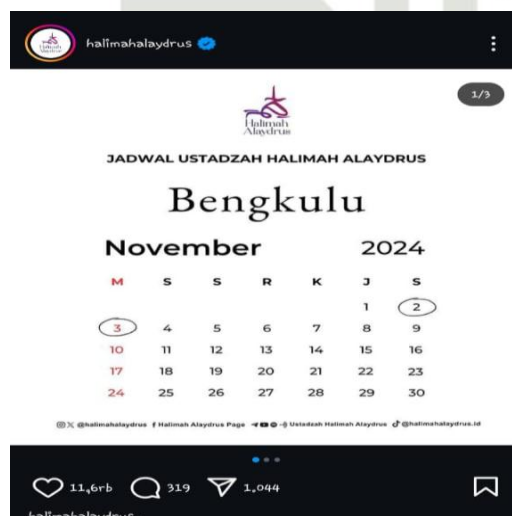 halimahalaydrus
1/3
Halimah
Alaydrus
JADWAL USTADZAH HALIMAH ALAYDRUS
Bengkulu
November 2024
M S S R K J S
1 2
3 4 5 6 7 8 9
10 11 12 13 14 15 16
17 18 19 20 21 22 23
24 25 26 27 28 29 30
@halimahalaydrus Halimah Alaydrus Page Ustadzah Halimah Alaydrus @halimahalaydrus.id
11,6rb 319 1.044
halimahalaydrus